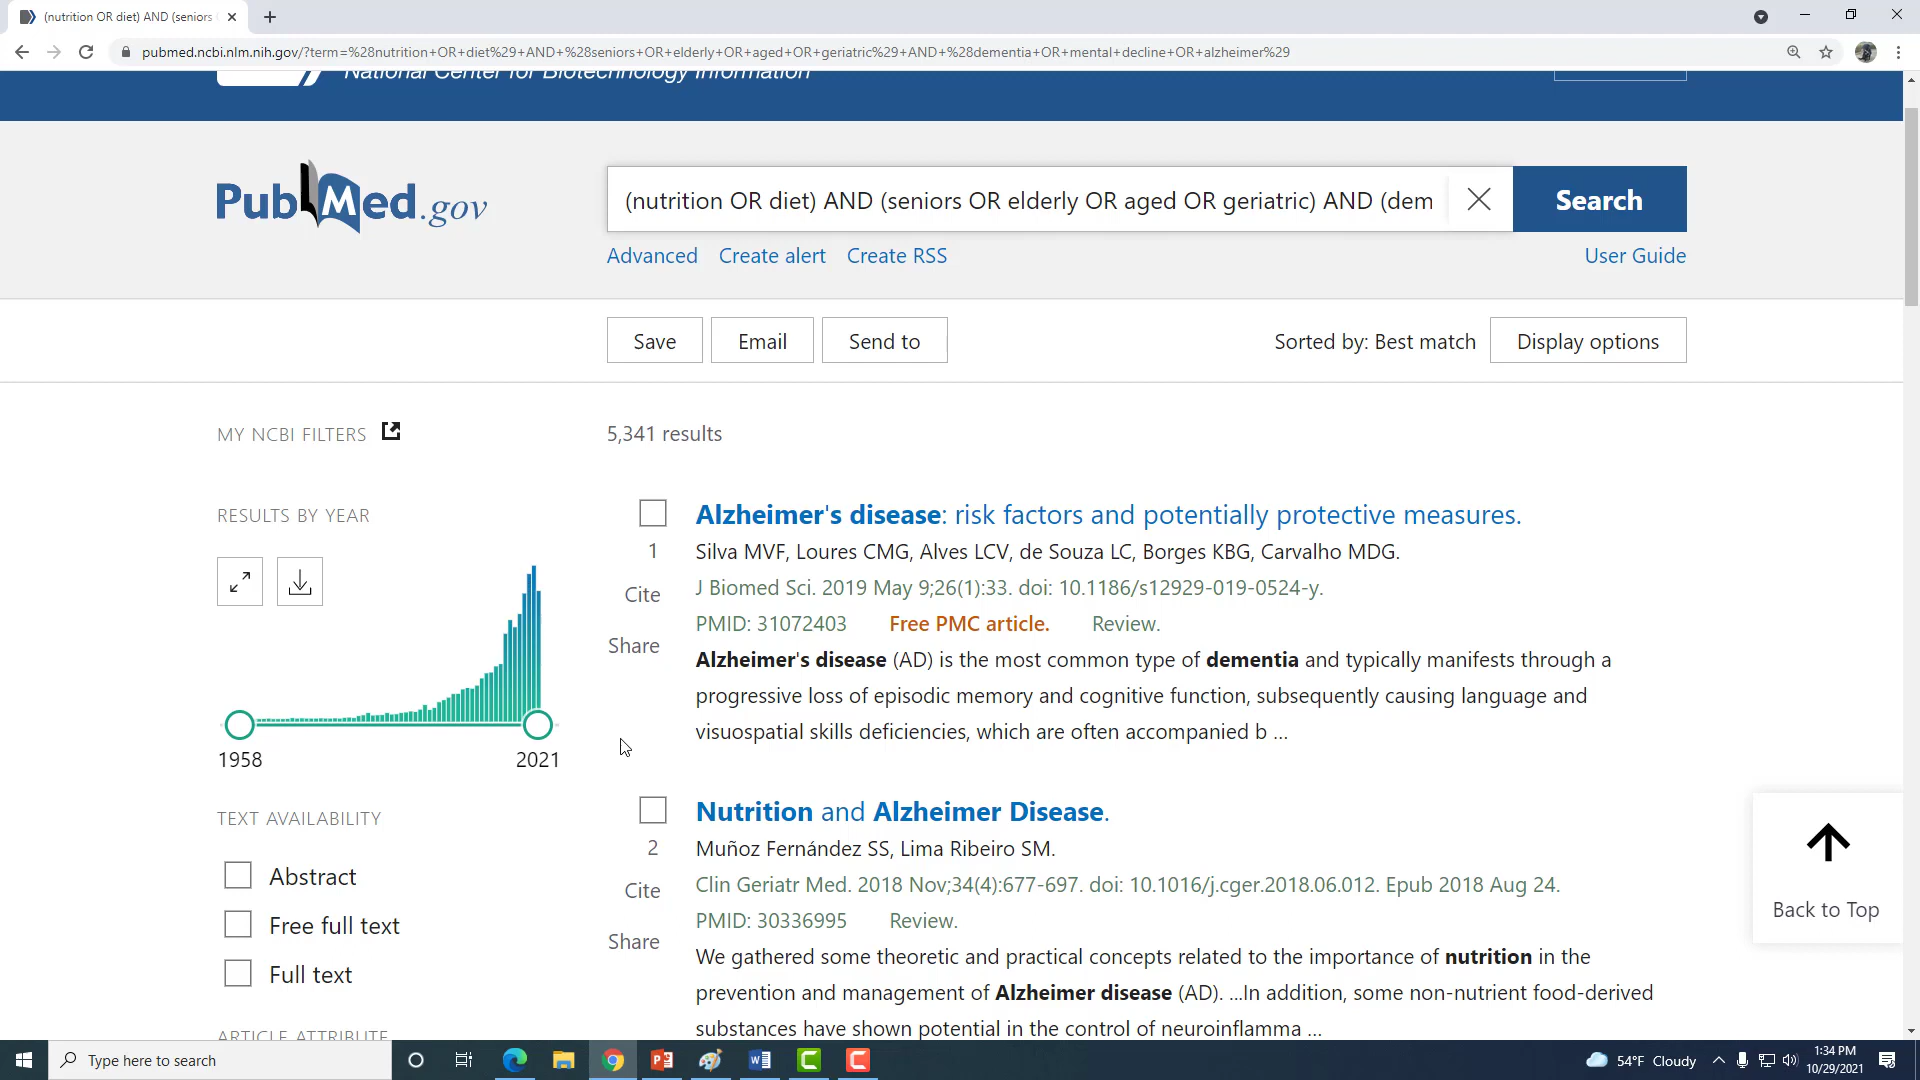 (nutrition OR diet) AND (seniors
pubmed.ncbi.nlm.nih.gov/?term=%28nutrition+OR+diet%29+AND+%28seniors+OR+elderly+OR+aged+OR+geriatric%29+AND+%28dementia+OR+mental+decline+OR+alzheimer%29
National Center for Biotechnology Information
PubMed.gov
(nutrition OR diet) AND (seniors OR elderly OR aged OR geriatric) AND (dem
Search
Advanced
Create alert
Create RSS
User Guide
Save
Email
Send to
Sorted by: Best match
Display options
MY NCBI FILTERS
5,341 results
RESULTS BY YEAR
1958
2021
TEXT AVAILABILITY
Abstract
Free full text
Full text
ARTICLE ATTRIBUTE
Alzheimer's disease: risk factors and potentially protective measures.
1
Silva MVF, Loures CMG, Alves LCV, de Souza LC, Borges KBG, Carvalho MDG.
Cite
J Biomed Sci. 2019 May 9;26(1):33. doi: 10.1186/s12929-019-0524-y.
PMID: 31072403 Free PMC article. Review.
Share
Alzheimer's disease (AD) is the most common type of dementia and typically manifests through a
progressive loss of episodic memory and cognitive function, subsequently causing language and
visuospatial skills deficiencies, which are often accompanied b ...
Nutrition and Alzheimer Disease.
2
Muñoz Fernández SS, Lima Ribeiro SM.
Cite
Clin Geriatr Med. 2018 Nov;34(4):677-697. doi: 10.1016/j.cger.2018.06.012. Epub 2018 Aug 24.
PMID: 30336995 Review.
Share
We gathered some theoretic and practical concepts related to the importance of nutrition in the
prevention and management of Alzheimer disease (AD). ...In addition, some non-nutrient food-derived
substances have shown potential in the control of neuroinflamma ...
Back to Top
Type here to search
54°F Cloudy
1:34 PM
10/29/2021